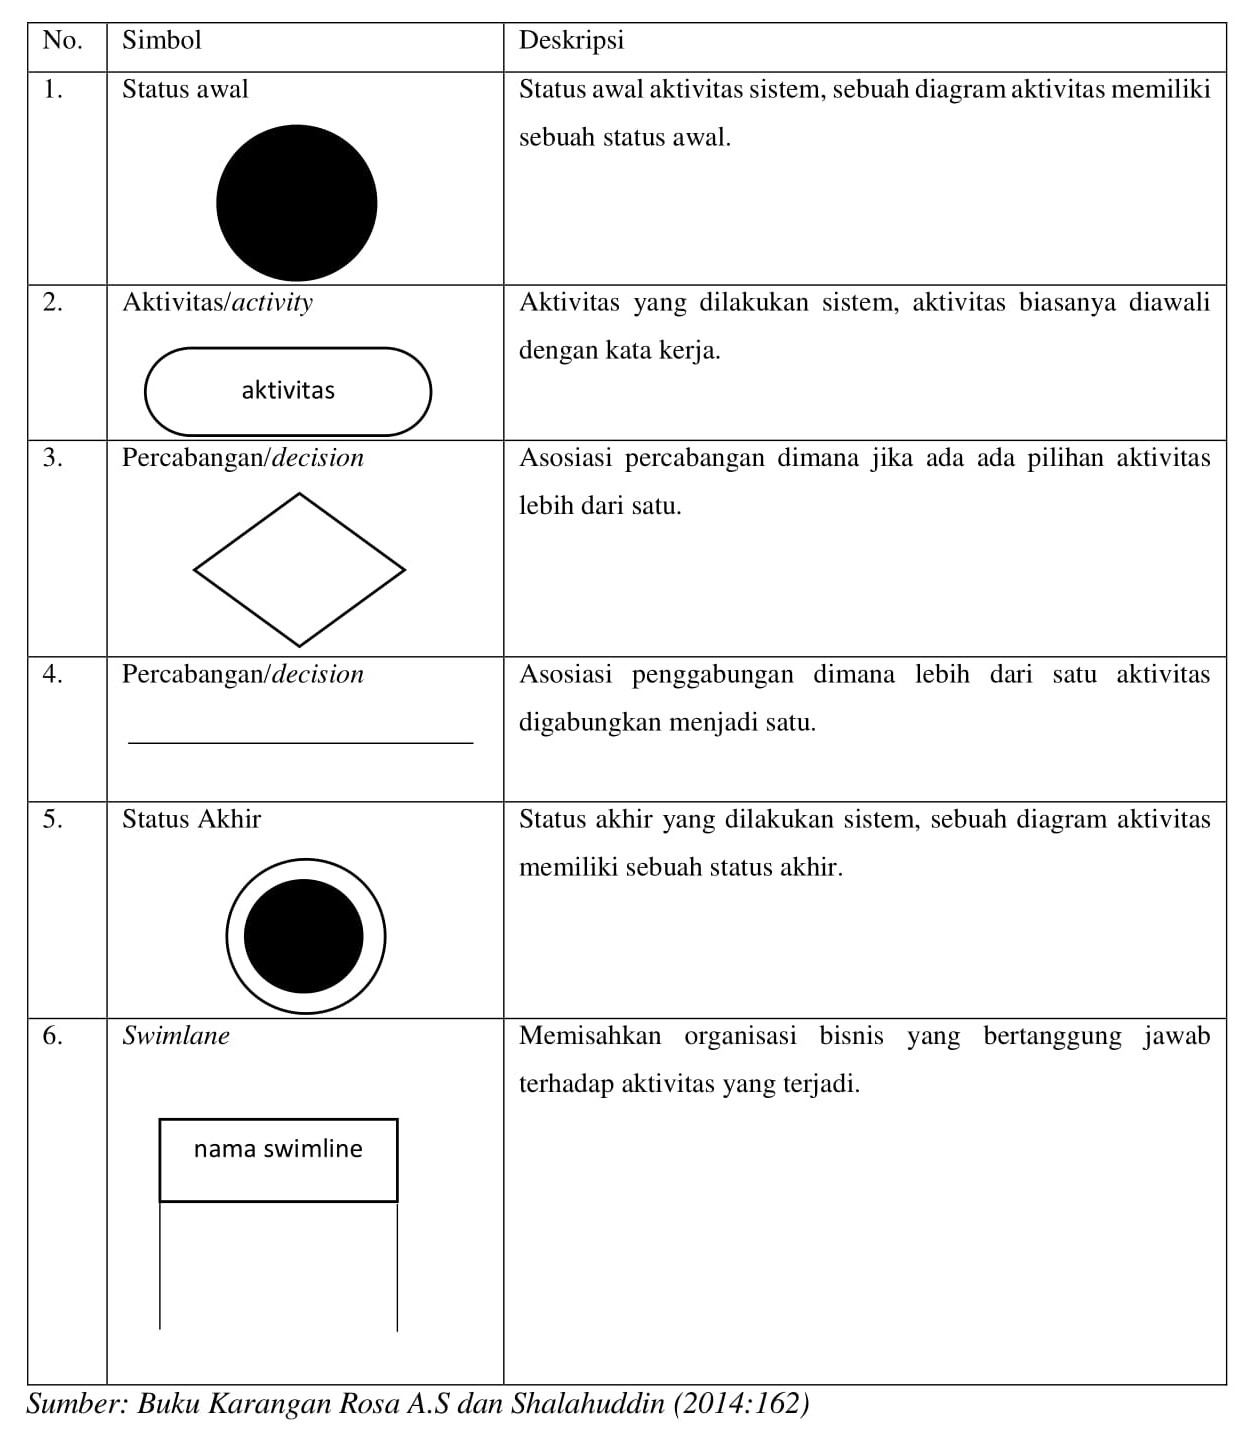 No. Simbol Deskripsi
1. Status awal Status awal aktivitas sistem, sebuah diagram aktivitas memiliki
sebuah status awal.
2. Aktivitas/activity Aktivitas yang dilakukan sistem, aktivitas biasanya diawali
dengan kata kerja.
aktivitas
3. Percabangan/decision Asosiasi percabangan dimana jika ada ada pilihan aktivitas
lebih dari satu.
4. Percabangan/decision Asosiasi penggabungan dimana lebih dari satu aktivitas
digabungkan menjadi satu.
5. Status Akhir Status akhir yang dilakukan sistem, sebuah diagram aktivitas
memiliki sebuah status akhir.
6. Swimlane Memisahkan organisasi bisnis yang bertanggung jawab
terhadap aktivitas yang terjadi.
nama swimline
Sumber: Buku Karangan Rosa A.S dan Shalahuddin (2014:162)